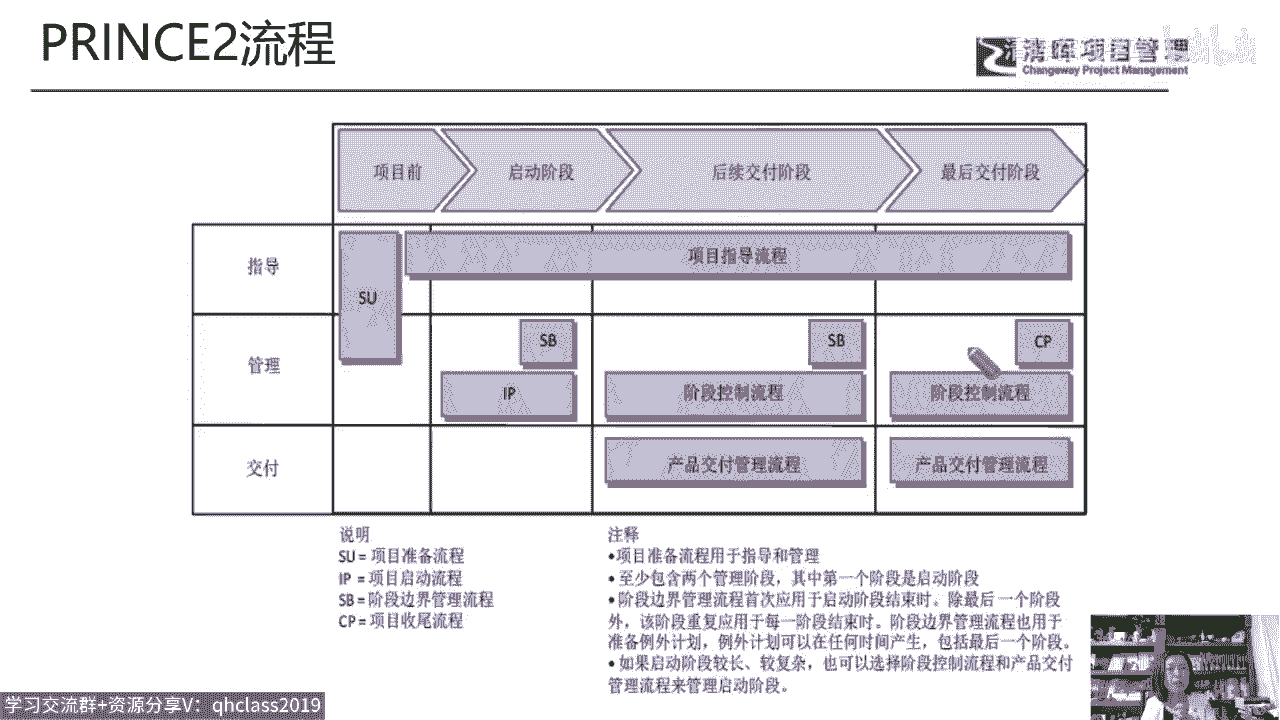 PRINCE2流程
清晖项目管理
Changeway Project Management
项目前
启动阶段
后续交付阶段
最后交付阶段
指导
SU
项目指导流程
管理
SB
SB
CP
IP
阶段控制流程
阶段控制流程
交付
产品交付管理流程
产品交付管理流程
说明
SU = 项目准备流程
IP = 项目启动流程
SB = 阶段边界管理流程
CP = 项目收尾流程
注释
•项目准备流程用于指导和管理
•至少包含两个管理阶段，其中第一个阶段是启动阶段
•阶段边界管理流程首次应用于启动阶段结束时。除最后一个阶段
外，该阶段重复应用于每一阶段结束时。阶段边界管理流程也用于
准备例外计划，例外计划可以在任何时间产生，包括最后一个阶段。
•如果启动阶段较长、较复杂，也可以选择阶段控制流程和产品交付
管理流程来管理启动阶段。
学习交流群+资源分享V：qhclass2019